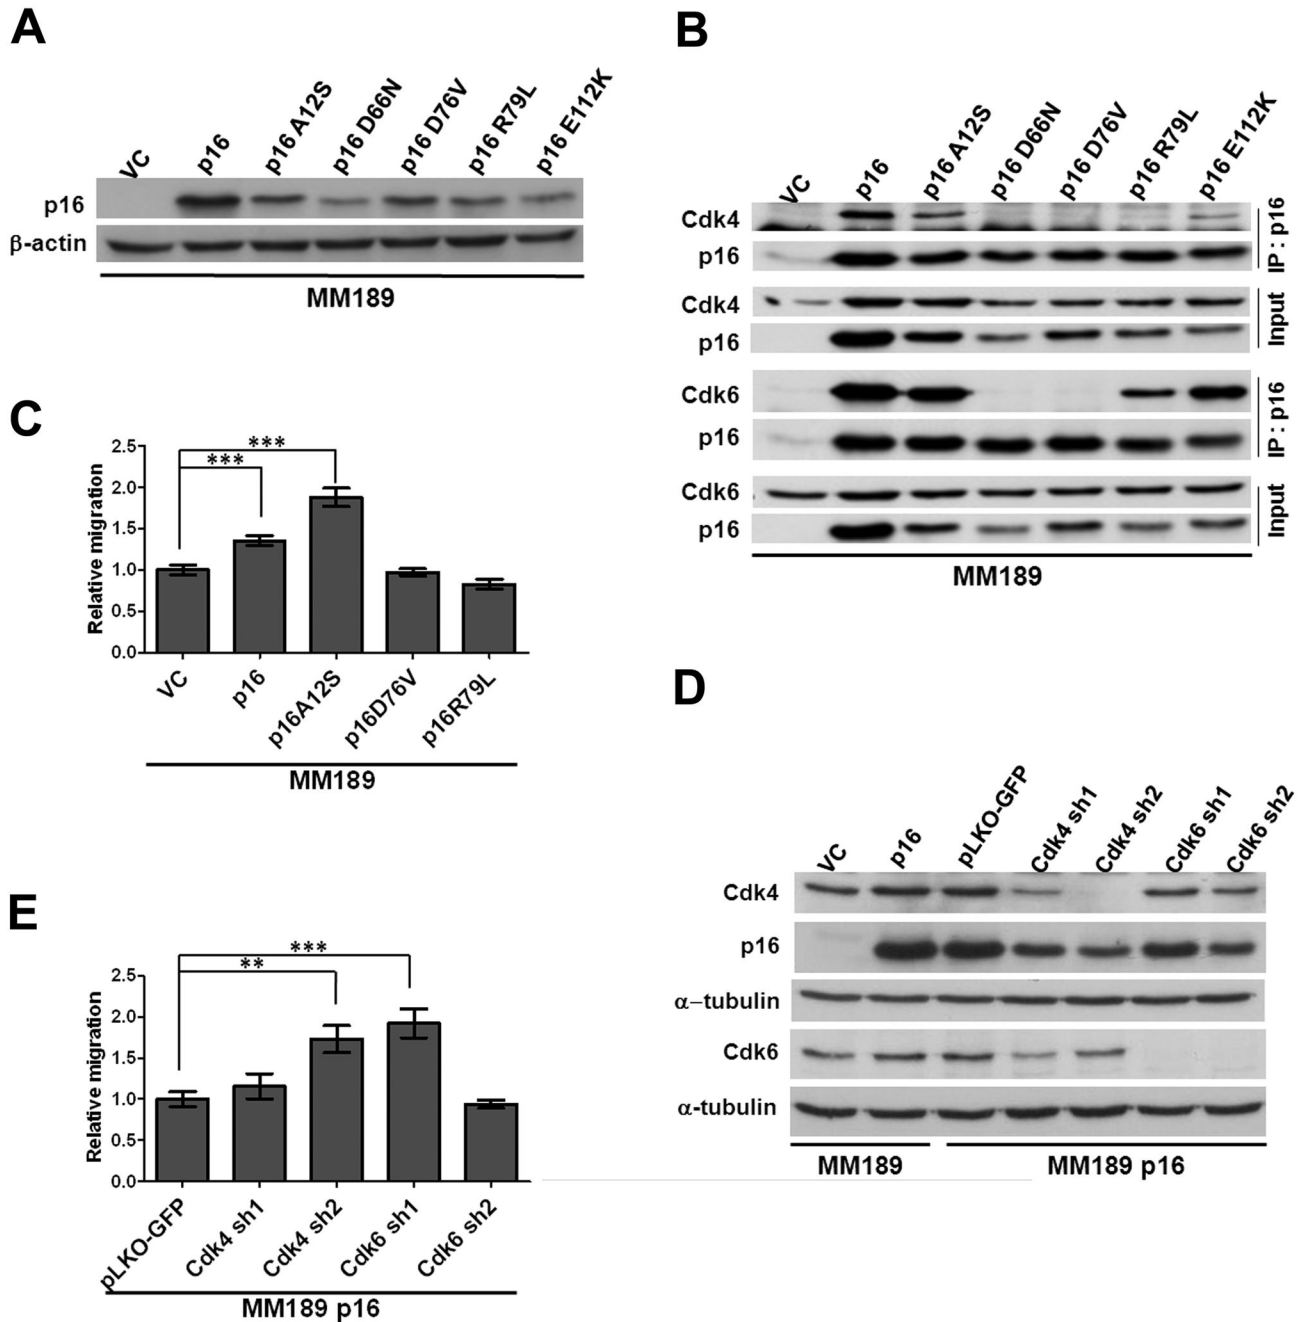 A
VC
p16
p16 A12S
p16 D66N
p16 D76V
p16 R79L
p16 E112K
p16
β-actin
MM189
B
VC
p16
p16 A12S
p16 D66N
p16 D76V
p16 R79L
p16 E112K
Cdk4
p16
IP : p16
Cdk4
p16
Input
Cdk6
p16
IP : p16
Cdk6
p16
Input
MM189
C
Relative migration
2.5
2.0
1.5
1.0
0.5
0.0
***
***
VC
p16
p16A12S
p16D76V
p16R79L
MM189
D
VC
p16
pLKO-GFP
Cdk4 sh1
Cdk4 sh2
Cdk6 sh1
Cdk6 sh2
Cdk4
p16
α−tubulin
Cdk6
α-tubulin
MM189
MM189 p16
E
Relative migration
2.5
2.0
1.5
1.0
0.5
0.0
***
**
pLKO-GFP
Cdk4 sh1
Cdk4 sh2
Cdk6 sh1
Cdk6 sh2
MM189 p16